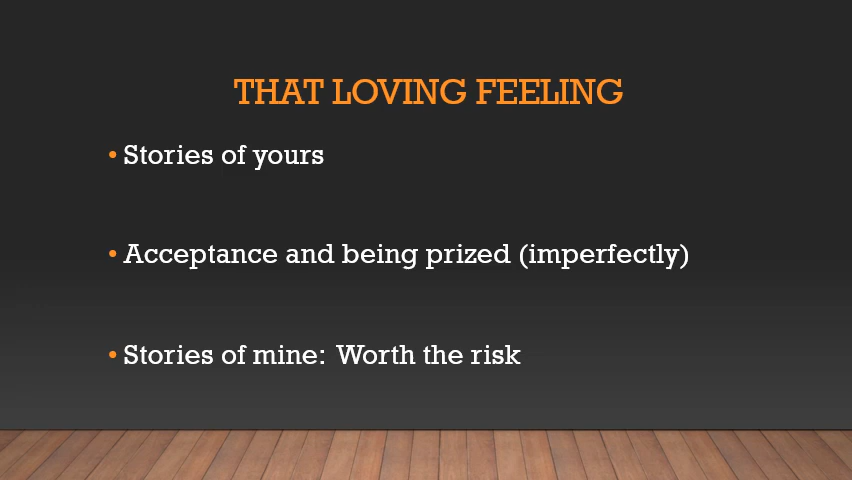 THAT LOVING FEELING
• Stories of yours
• Acceptance and being prized (imperfectly)
• Stories of mine:  Worth the risk